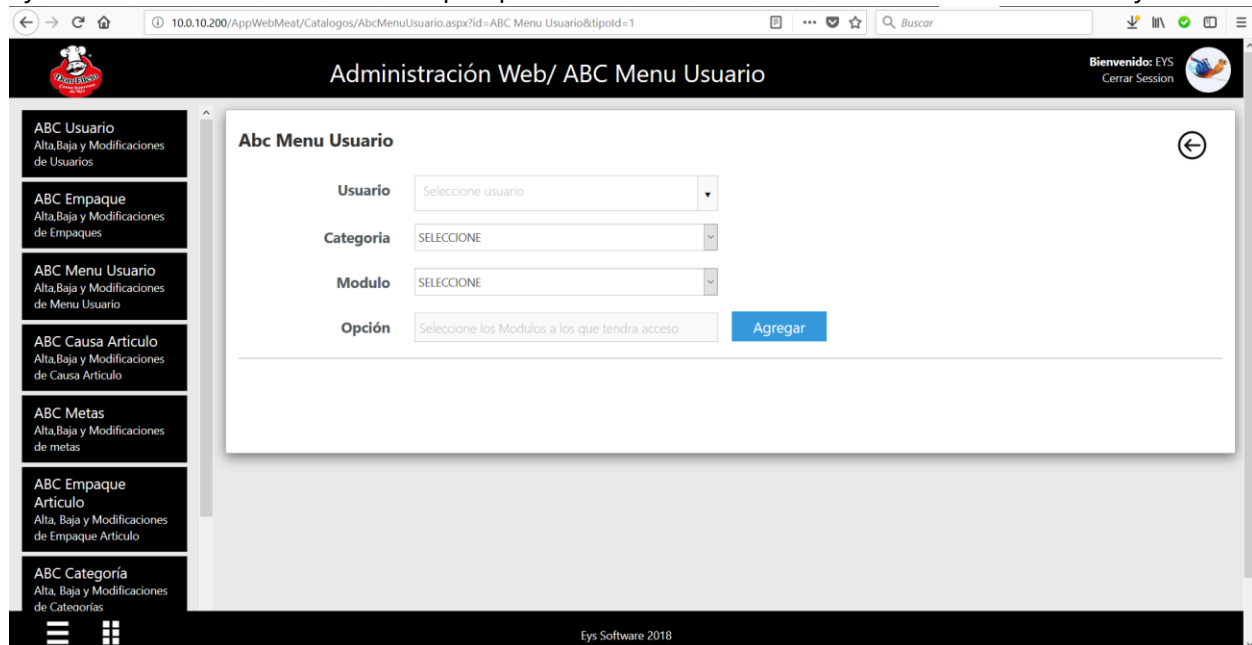 10.0.10.200/AppWebMeat/Catalogos/AbcMenuUsuario.aspx?id=ABC Menu Usuario&tipoId=1
Buscar
Don Fileto
Administración Web/ ABC Menu Usuario
Bienvenido: EYS
Cerrar Session
ABC Usuario
Alta,Baja y Modificaciones
de Usuarios
ABC Empaque
Alta,Baja y Modificaciones
de Empaques
ABC Menu Usuario
Alta,Baja y Modificaciones
de Menu Usuario
ABC Causa Articulo
Alta,Baja y Modificaciones
de Causa Articulo
ABC Metas
Alta,Baja y Modificaciones
de metas
ABC Empaque
Articulo
Alta, Baja y Modificaciones
de Empaque Articulo
ABC Categoría
Alta, Baja y Modificaciones
de Categorías
Abc Menu Usuario
Usuario Seleccione usuario
Categoria SELECCIONE
Modulo SELECCIONE
Opción Seleccione los Modulos a los que tendra acceso Agregar
Eys Software 2018